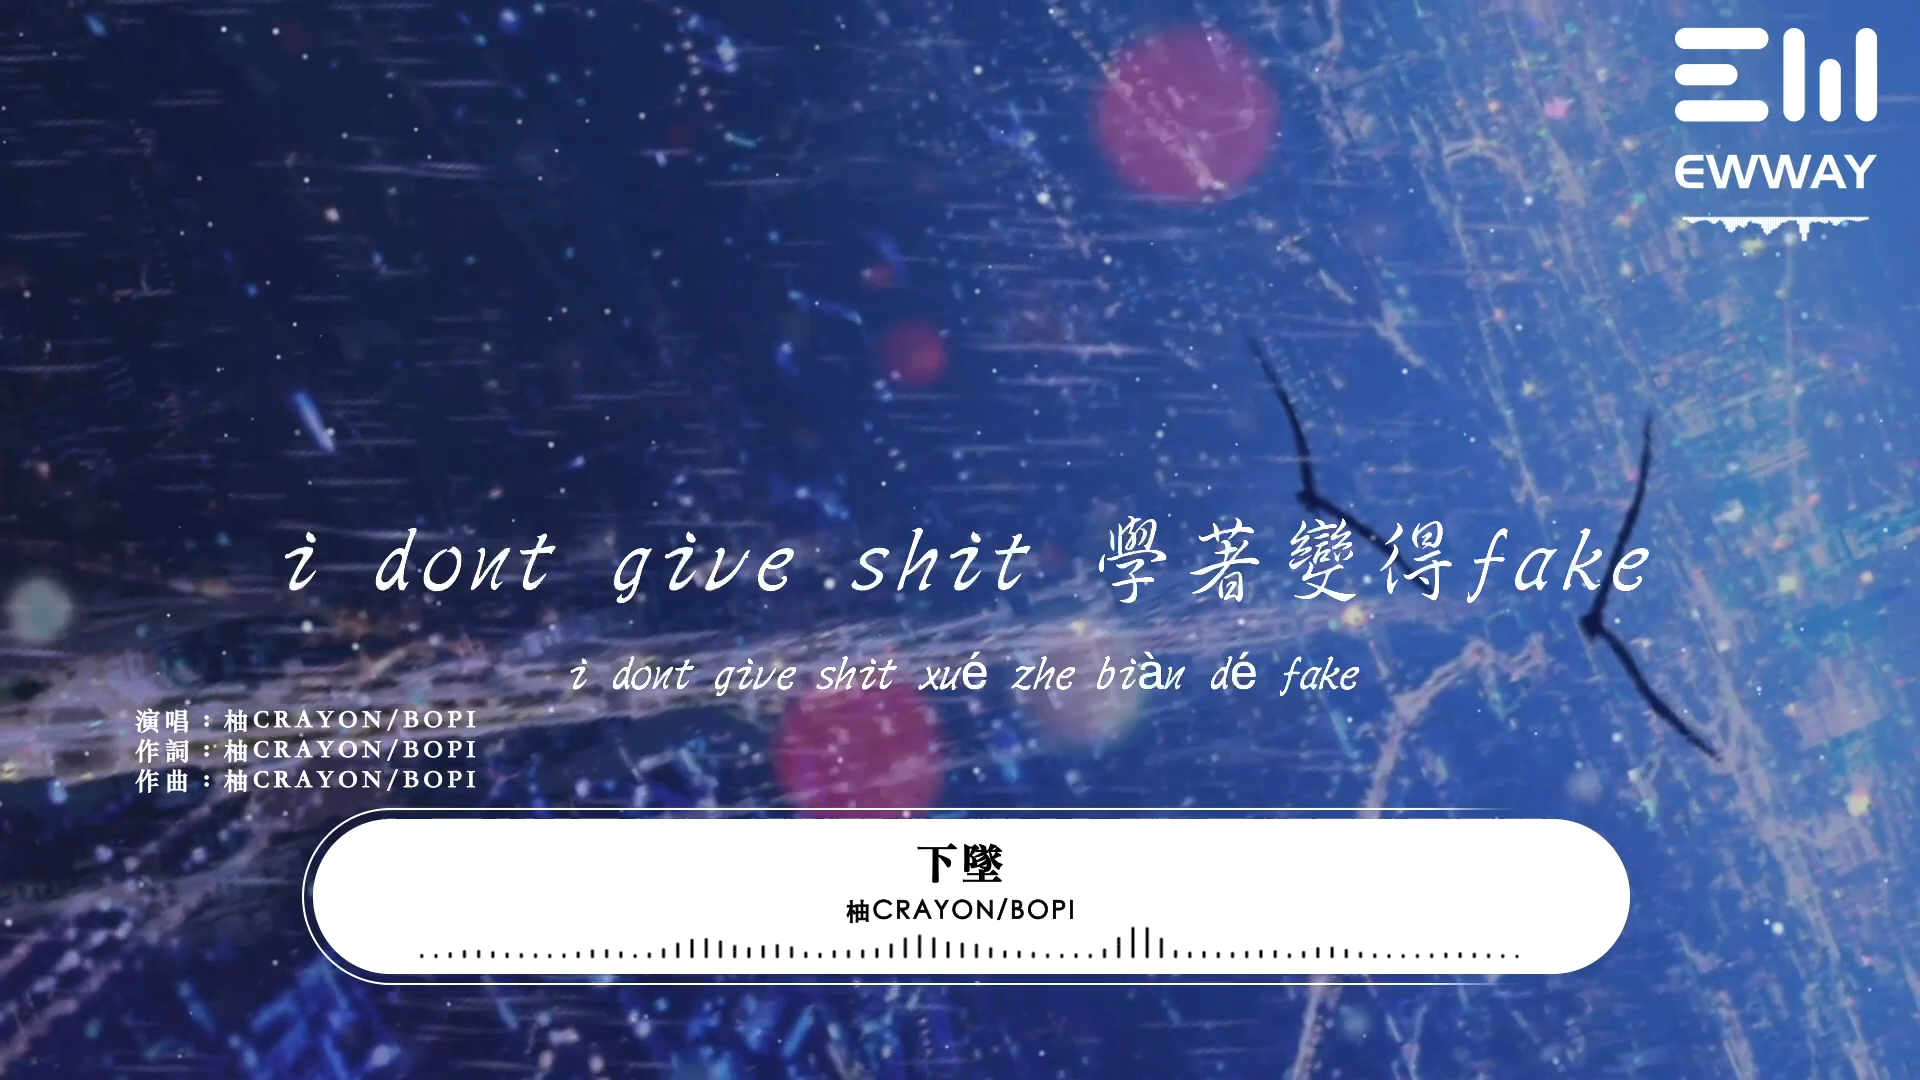 EW
EWWAY
i dont give shit 學著變得fake
i dont give shit xué zhe biàn dé fake
演唱：柚CRAYON/BOPI
作詞：柚CRAYON/BOPI
作曲：柚CRAYON/BOPI
下墜
柚CRAYON/BOPI